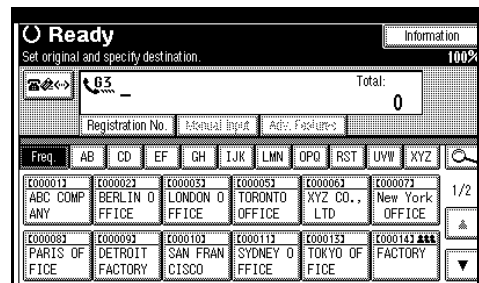 Ready
Information
Set original and specify destination.
100%
G3 _
Total:
0
Registration No.
Manual Input
Adv. Features
Freq.
AB
CD
EF
GH
IJK
LMN
OPQ
RST
UVW
XYZ
[00001]
ABC COMP
ANY
[00002]
BERLIN O
FFICE
[00003]
LONDON O
FFICE
[00005]
TORONTO
OFFICE
[00006]
XYZ CO.,
LTD
[00007]
New York
OFFICE
1/2
[00008]
PARIS OF
FICE
[00009]
DETROIT
FACTORY
[00010]
SAN FRAN
CISCO
[00011]
SYDNEY O
FFICE
[00013]
TOKYO OF
FICE
[00014]
FACTORY